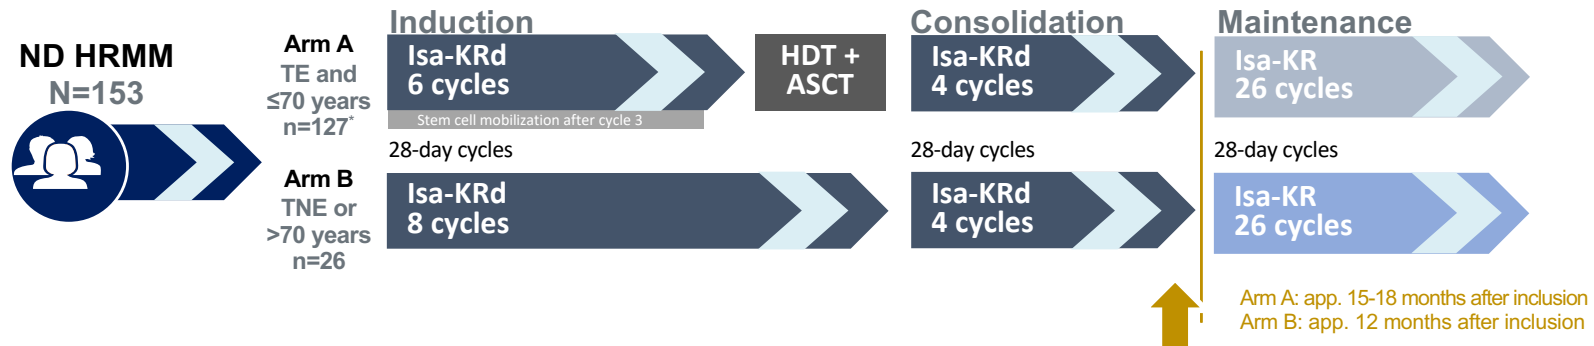 Induction
Consolidation
Maintenance
ND HRMM
N=153
Arm A
TE and
≤70 years
n=127*
Isa-KRd
6 cycles
Stem cell mobilization after cycle 3
HDT +
ASCT
Isa-KRd
4 cycles
Isa-KR
26 cycles
28-day cycles
28-day cycles
28-day cycles
Arm B
TNE or
>70 years
n=26
Isa-KRd
8 cycles
Isa-KRd
4 cycles
Isa-KR
26 cycles
Arm A: app. 15-18 months after inclusion
Arm B: app. 12 months after inclusion